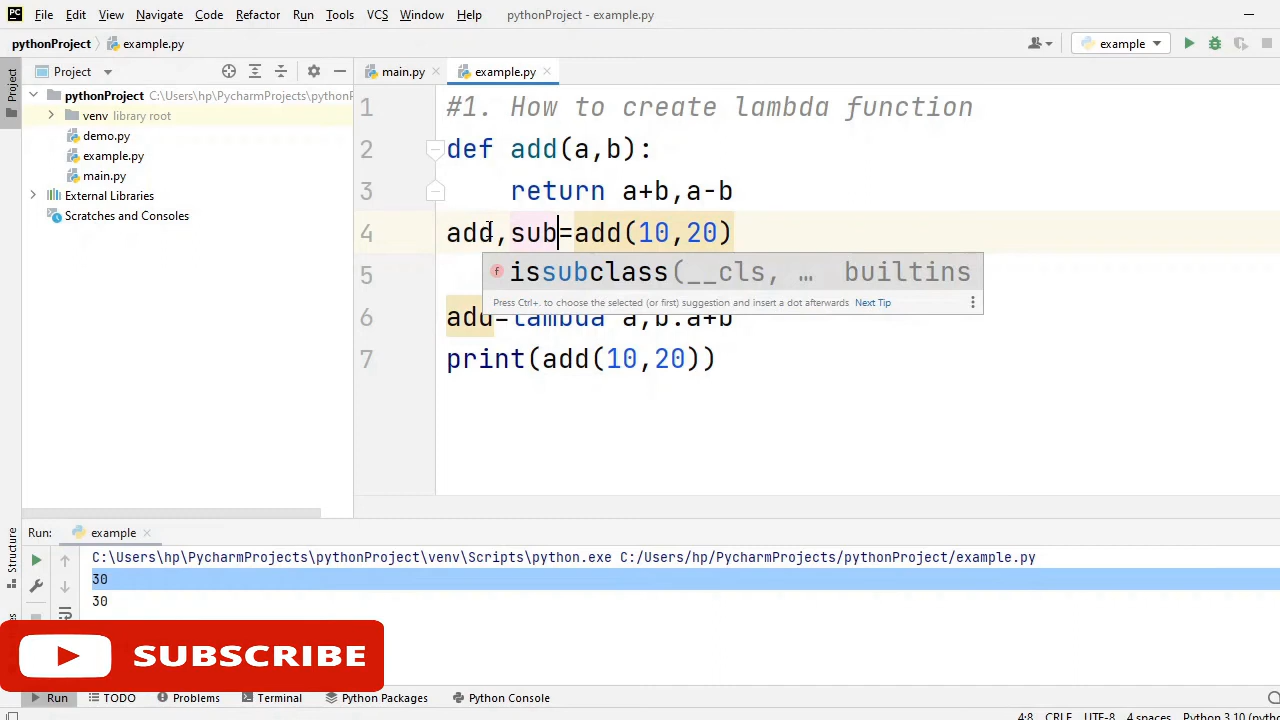 File Edit View Navigate Code Refactor Run Tools VCS Window Help pythonProject - example.py
pythonProject example.py example
Project Project main.py example.py
pythonProject C:\Users\hp\PycharmProjects\python
venv library root
demo.py
example.py
main.py
External Libraries
Scratches and Consoles
1 #1. How to create lambda function
2 def add(a,b):
3 return a+b,a-b
4 add,sub=add(10,20)
5
issubclass(__cls, … builtins
Press Ctrl+. to choose the selected (or first) suggestion and insert a dot afterwards Next Tip
6 add=lambda a,b:a+b
7 print(add(10,20))
Structure
Run: example
C:\Users\hp\PycharmProjects\pythonProject\venv\Scripts\python.exe C:/Users/hp/PycharmProjects/pythonProject/example.py
30
30
SUBSCRIBE
Run TODO Problems Terminal Python Packages Python Console
4:8 CRLF UTF-8 4 spaces Python 3.10 (pythonProject)